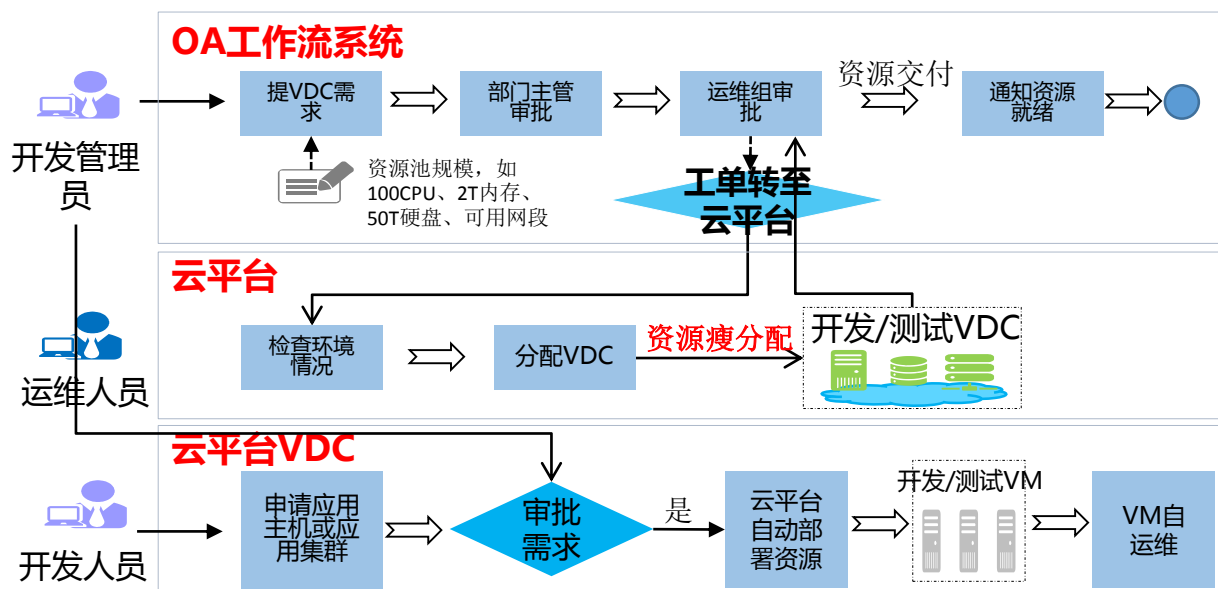 OA工作流系统
开发管理
员
提VDC需
求
部门主管
审批
运维组审
批
资源交付
通知资源
就绪
资源池规模，如
100CPU、2T内存、
50T硬盘、可用网段
工单转至
云平台
云平台
运维人员
检查环境
情况
分配VDC
资源瘦分配
开发/测试VDC
云平台VDC
开发人员
申请应用
主机或应
用集群
审批
需求
是
云平台
自动部
署资源
开发/测试VM
VM自
运维